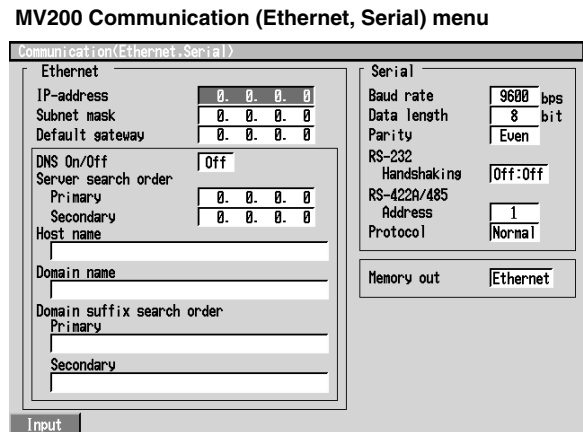 MV200 Communication (Ethernet, Serial) menu
Communication(Ethernet,Serial)
Ethernet
IP-address 0. 0. 0. 0
Subnet mask 0. 0. 0. 0
Default gateway 0. 0. 0. 0
DNS On/Off Off
Server search order
Primary 0. 0. 0. 0
Secondary 0. 0. 0. 0
Host name
Domain name
Domain suffix search order
Primary
Secondary
Serial
Baud rate 9600 bps
Data length 8 bit
Parity Even
RS-232
Handshaking Off:Off
RS-422A/485
Address 1
Protocol Normal
Memory out Ethernet
Input